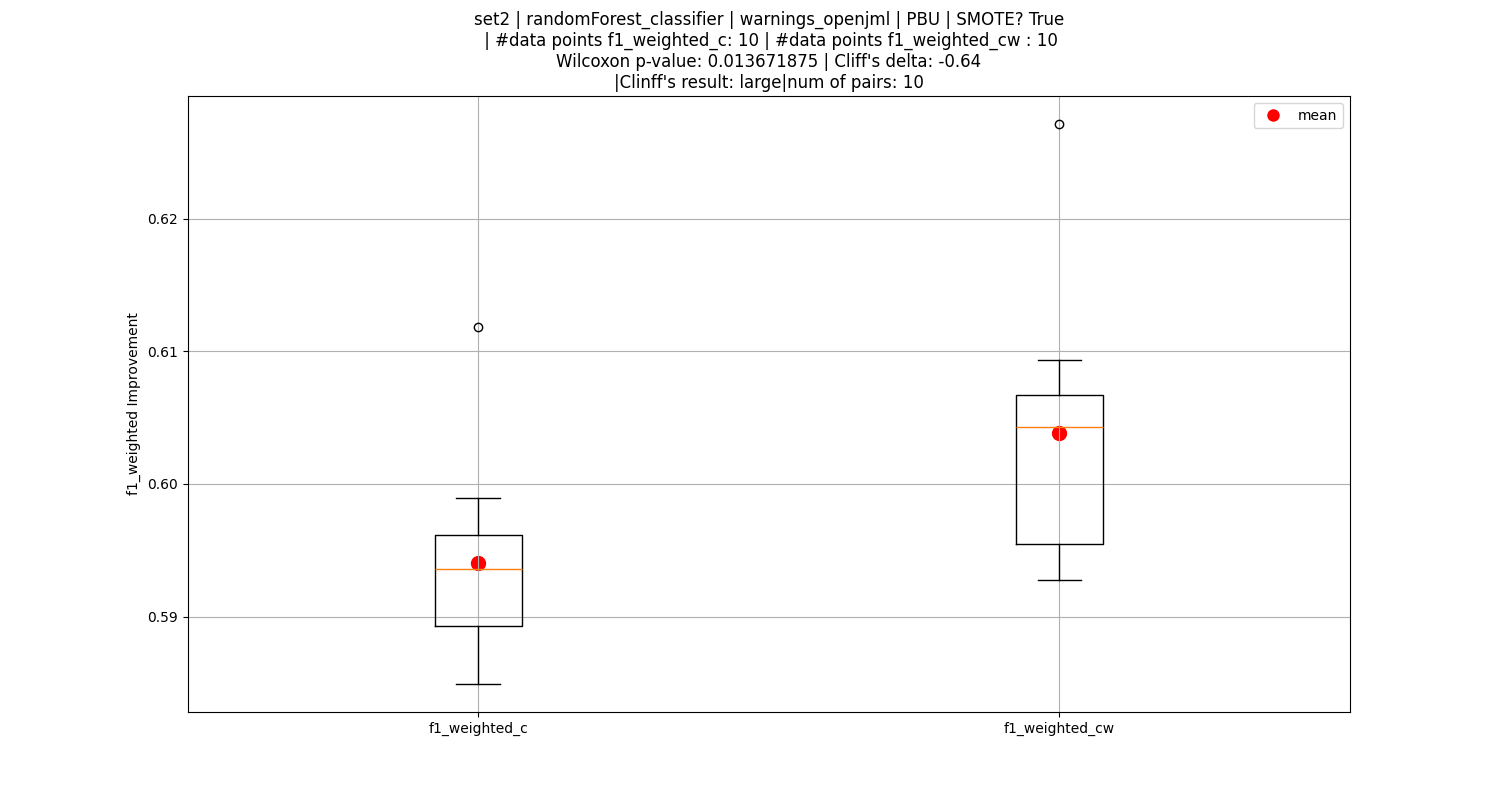 set2 | randomForest_classifier | warnings_openjml | PBU | SMOTE? True
| #data points f1_weighted_c: 10 | #data points f1_weighted_cw : 10
Wilcoxon p-value: 0.013671875 | Cliff's delta: -0.64
|Clinff's result: large|num of pairs: 10
mean
0.62
0.61
0.60
0.59
f1_weighted Improvement
f1_weighted_c
f1_weighted_cw